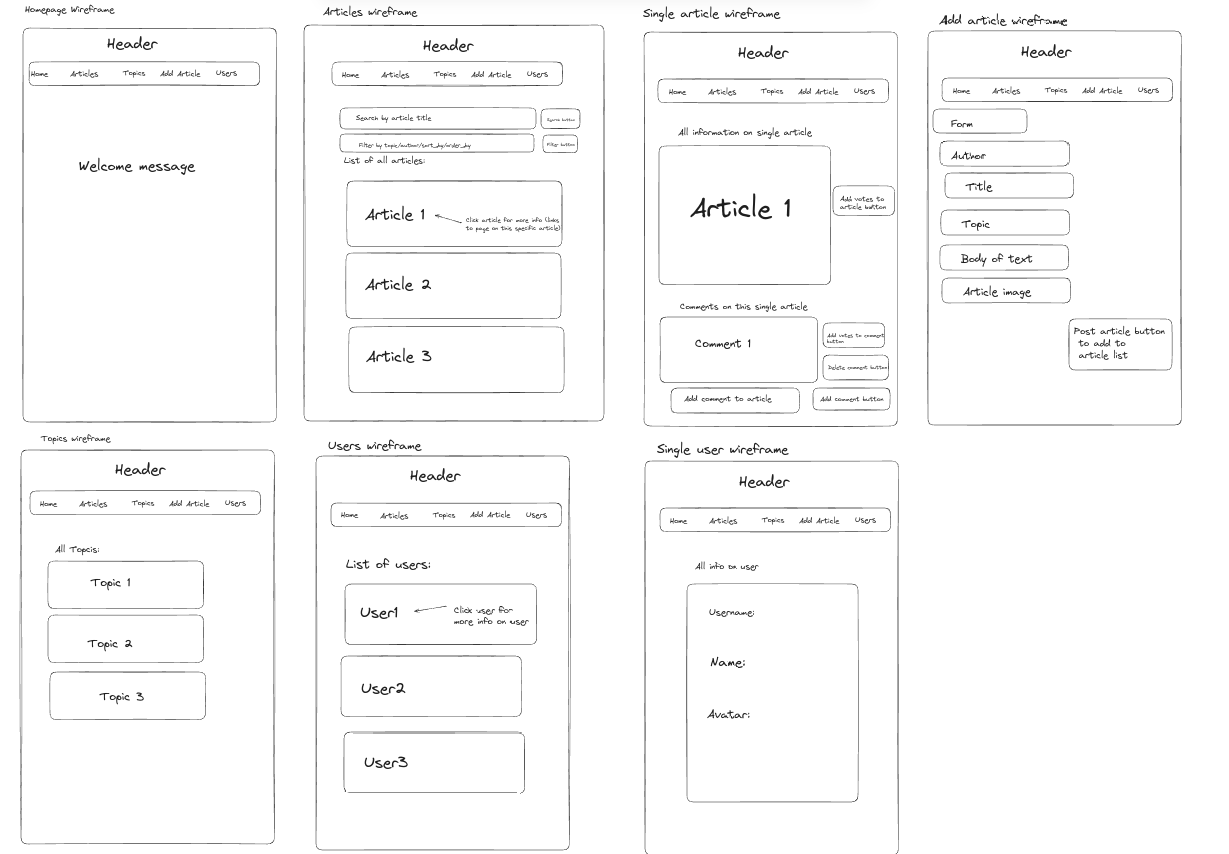 Homepage Wireframe
Header
Home Articles Topics Add Article Users
Welcome message
Articles wireframe
Header
Home Articles Topics Add Article Users
Search by article title
Search button
Filter by topic/author/sort_by/order_by
Filter button
List of all articles:
Article 1
Click article for more info (links
to page on this specific article)
Article 2
Article 3
Single article wireframe
Header
Home Articles Topics Add Article Users
All information on single article
Article 1
Add votes to
article button
Comments on this single article
Comment 1
Add votes to comment
button
Delete comment button
Add comment to article
Add comment button
Add article wireframe
Header
Home Articles Topics Add Article Users
Form
Author
Title
Topic
Body of text
Article image
Post article button
to add to
article list
Topics wireframe
Header
Home Articles Topics Add Article Users
All Topcis:
Topic 1
Topic 2
Topic 3
Users wireframe
Header
Home Articles Topics Add Article Users
List of users:
User1
Click user for
more info on user
User2
User3
Single user wireframe
Header
Home Articles Topics Add Article Users
All info on user
Username:
Name:
Avatar: